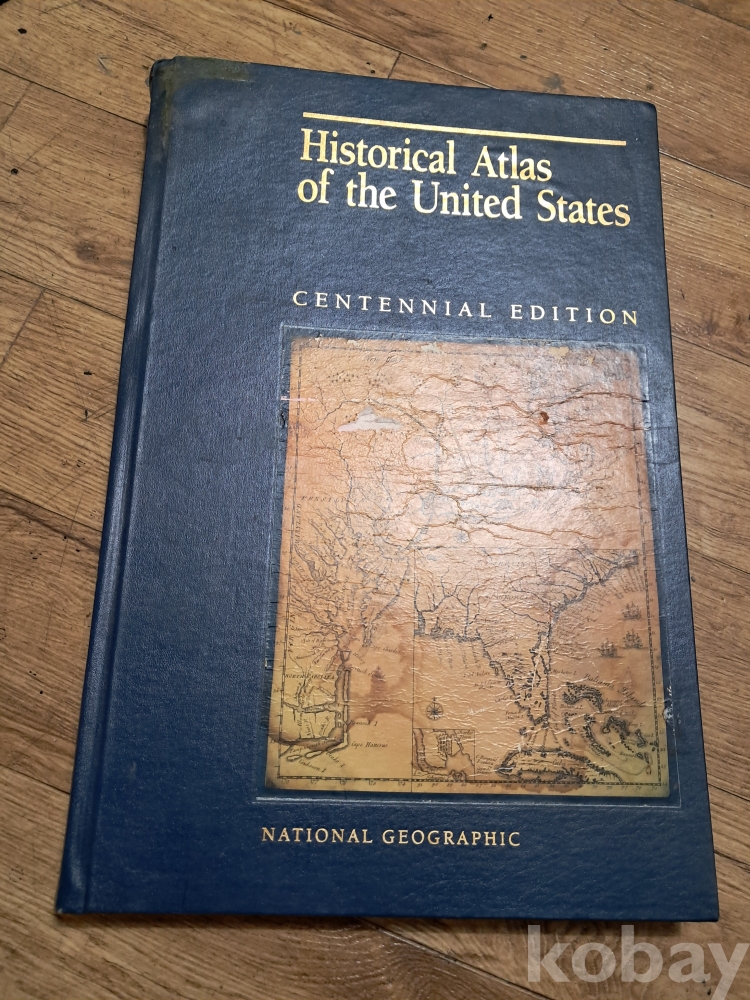 Historical Atlas
of the United States
CENTENNIAL EDITION
NATIONAL GEOGRAPHIC
kobay